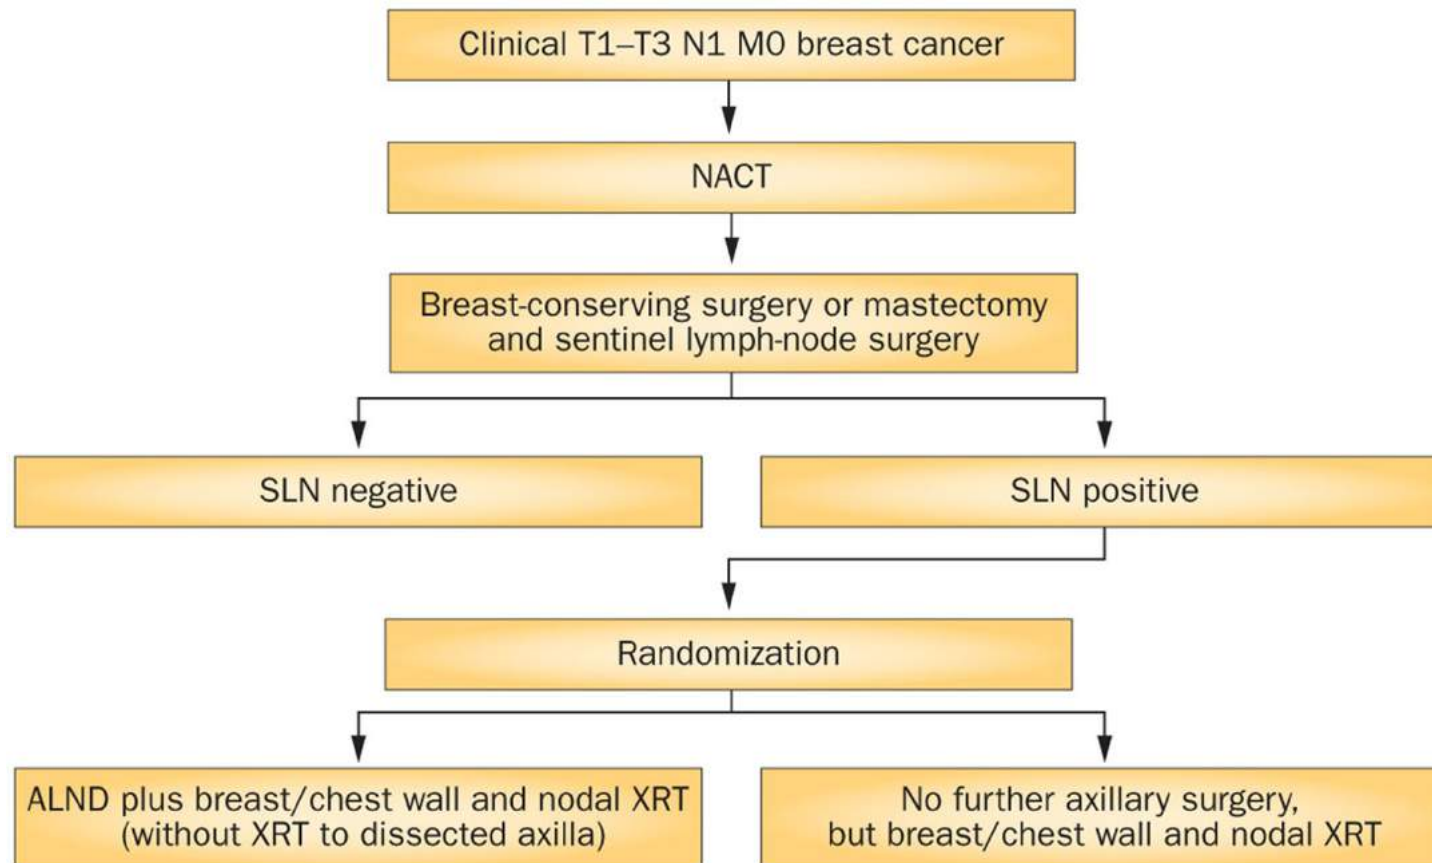 Clinical T1–T3 N1 M0 breast cancer
NACT
Breast-conserving surgery or mastectomy
and sentinel lymph-node surgery
SLN negative
SLN positive
Randomization
ALND plus breast/chest wall and nodal XRT
(without XRT to dissected axilla)
No further axillary surgery,
but breast/chest wall and nodal XRT